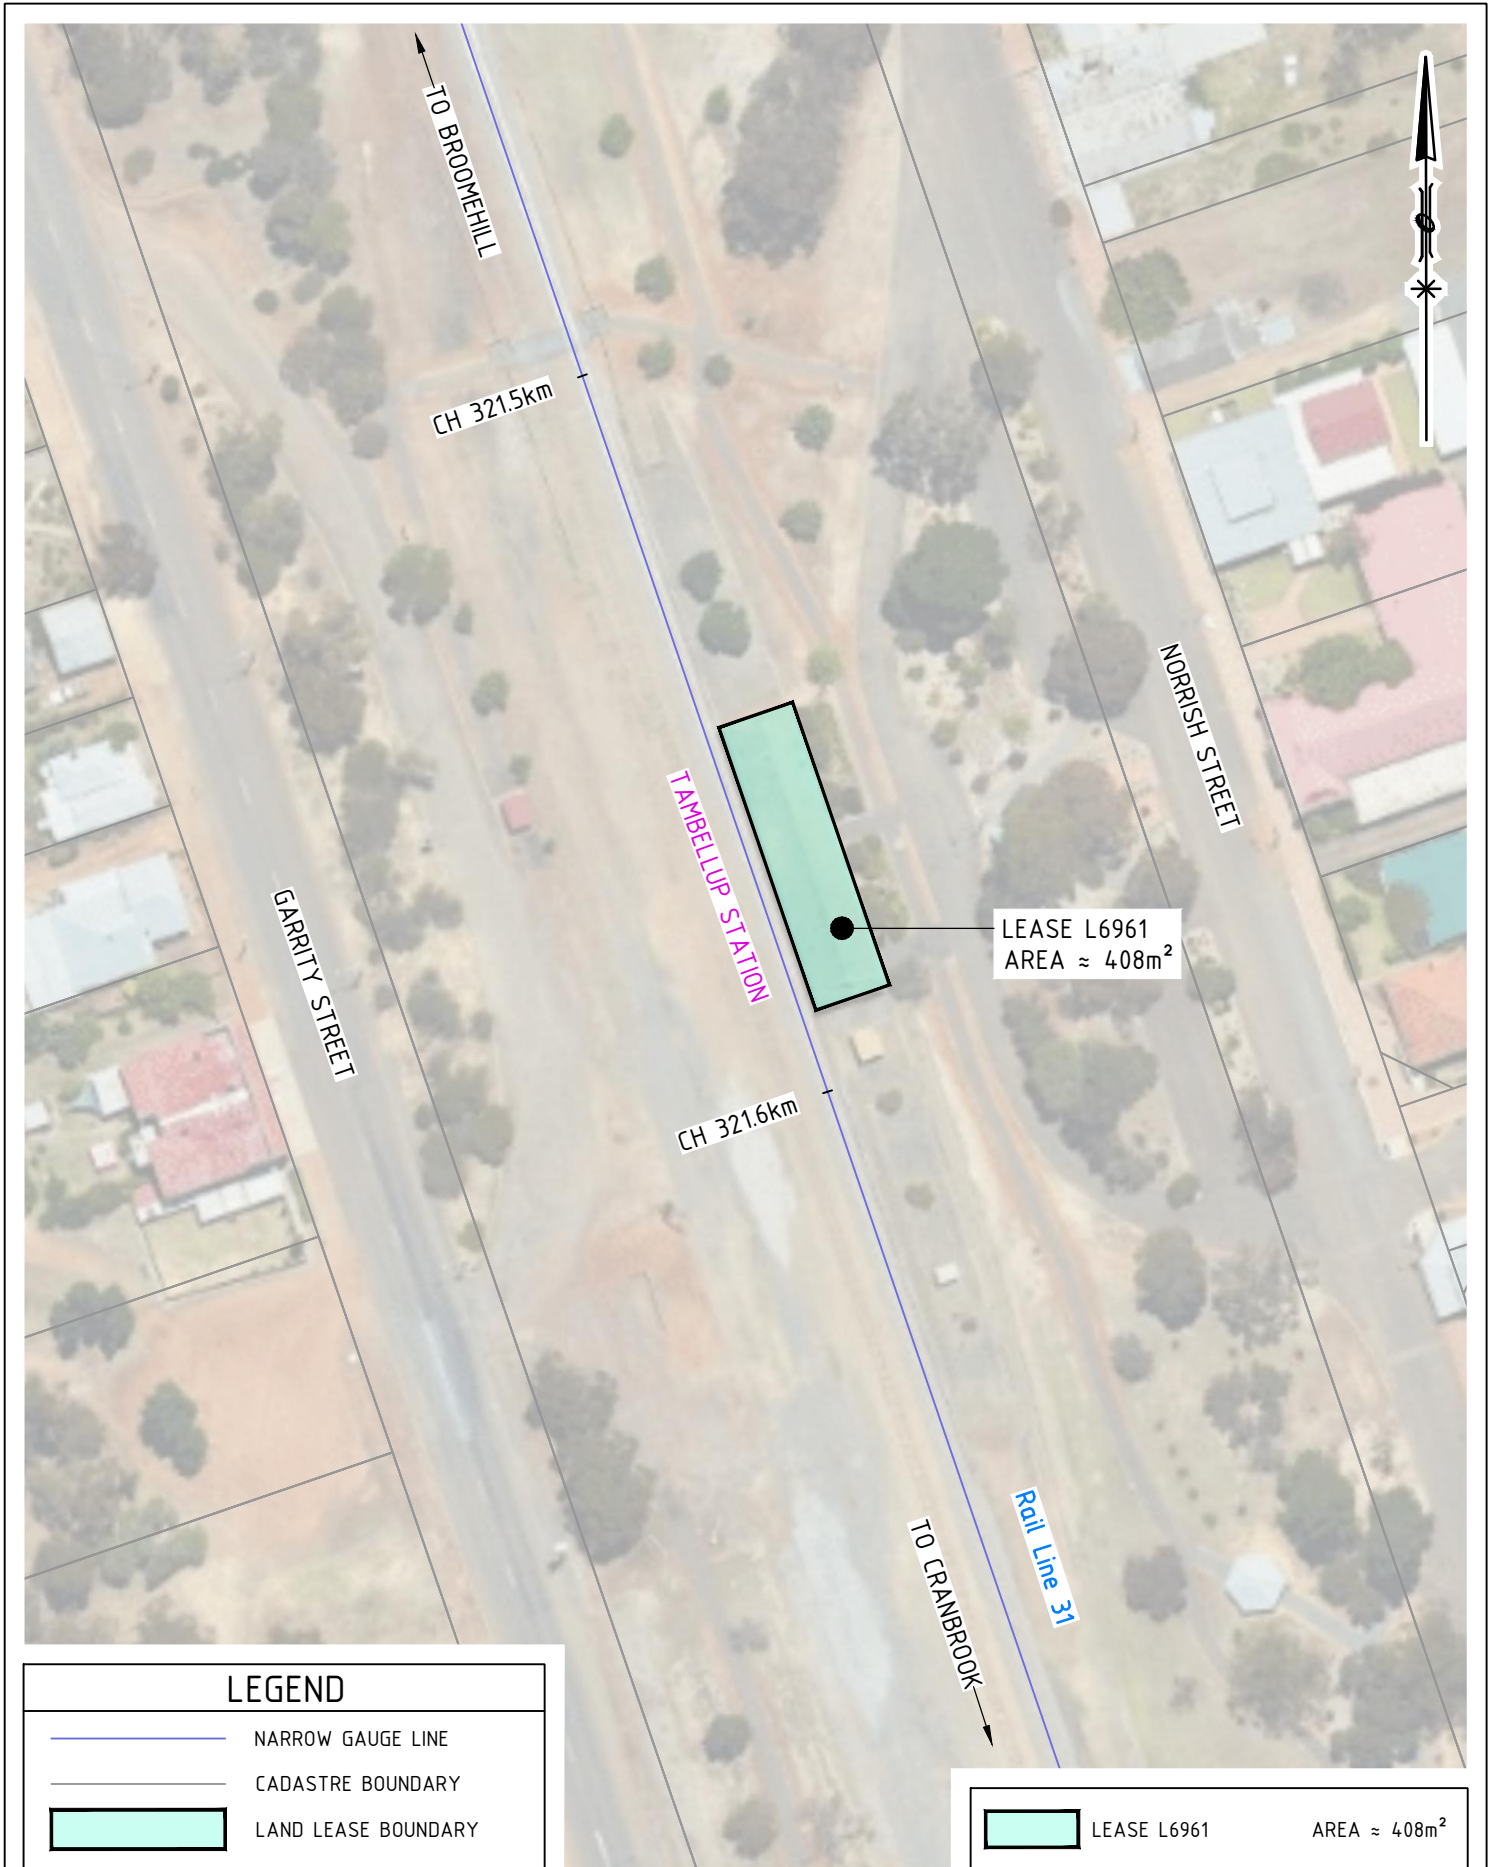 TO BROOMEHILL
CH 321.5km
NORRISH STREET
TAMBELLUP STATION
GARRITY STREET
LEASE L6961
AREA ≈ 408m²
CH 321.6km
Rail Line 31
TO CRANBROOK
LEGEND
NARROW GAUGE LINE
CADASTRE BOUNDARY
LAND LEASE BOUNDARY
LEASE L6961 AREA ≈ 408m²